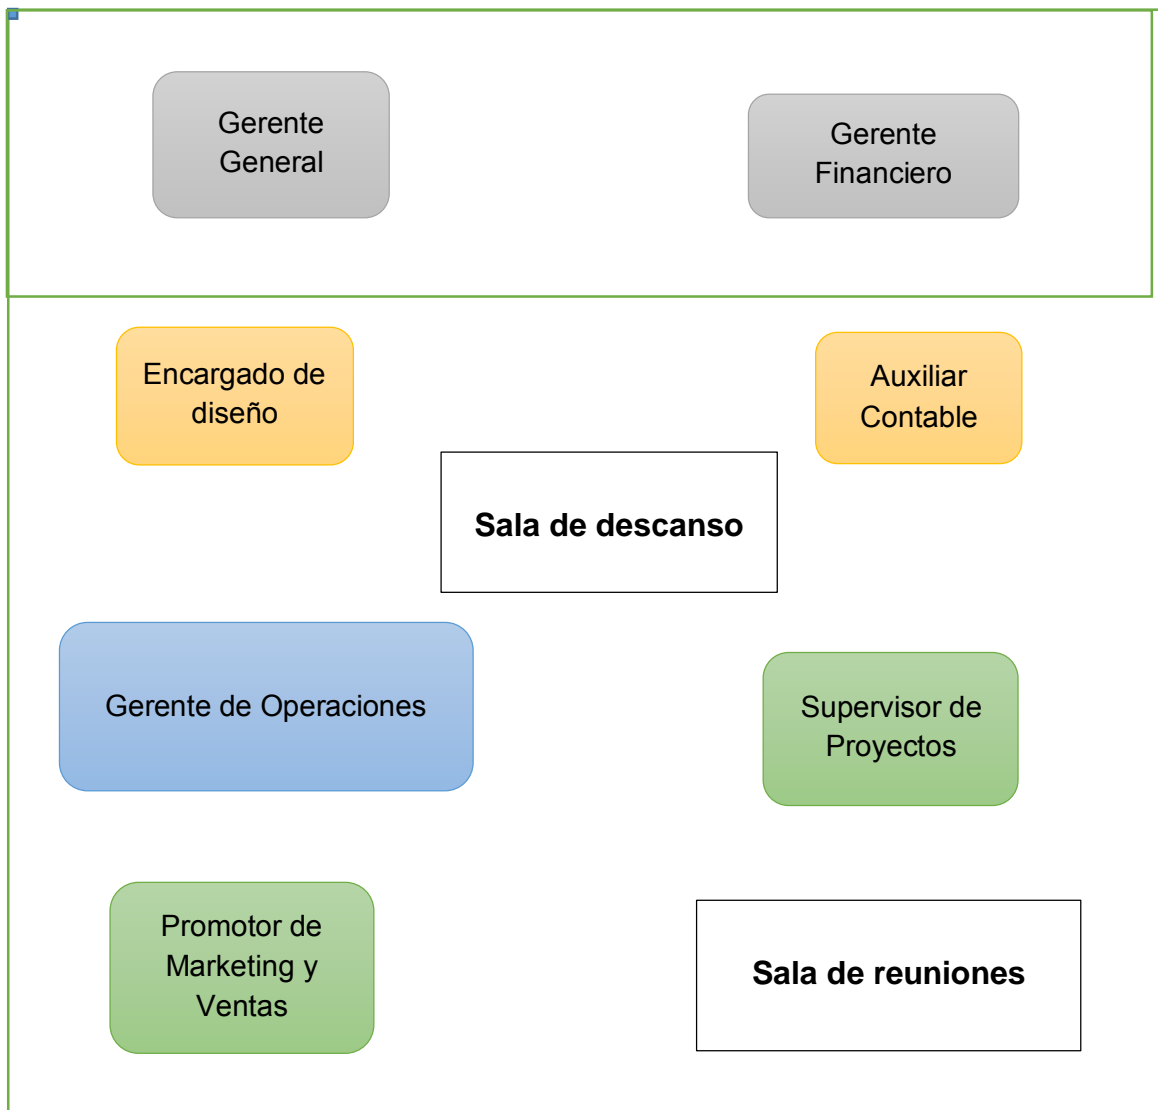 Gerente
General
Gerente
Financiero
Encargado de
diseño
Auxiliar
Contable
Sala de descanso
Gerente de Operaciones
Supervisor de
Proyectos
Promotor de
Marketing y
Ventas
Sala de reuniones